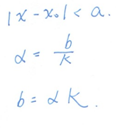 |x - x₀| < a.
α = b/K
b = α K.